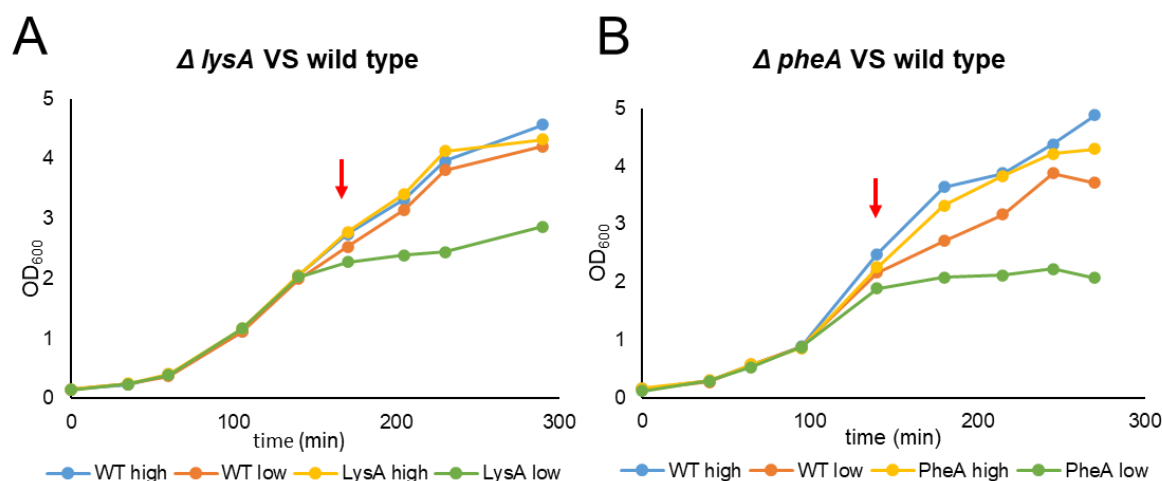 A
Δ lysA VS wild type
OD600
5
4
3
2
1
0
0 100 200 300
time (min)
WT high WT low LysA high LysA low
B
Δ pheA VS wild type
OD600
5
4
3
2
1
0
0 100 200 300
time (min)
WT high WT low PheA high PheA low